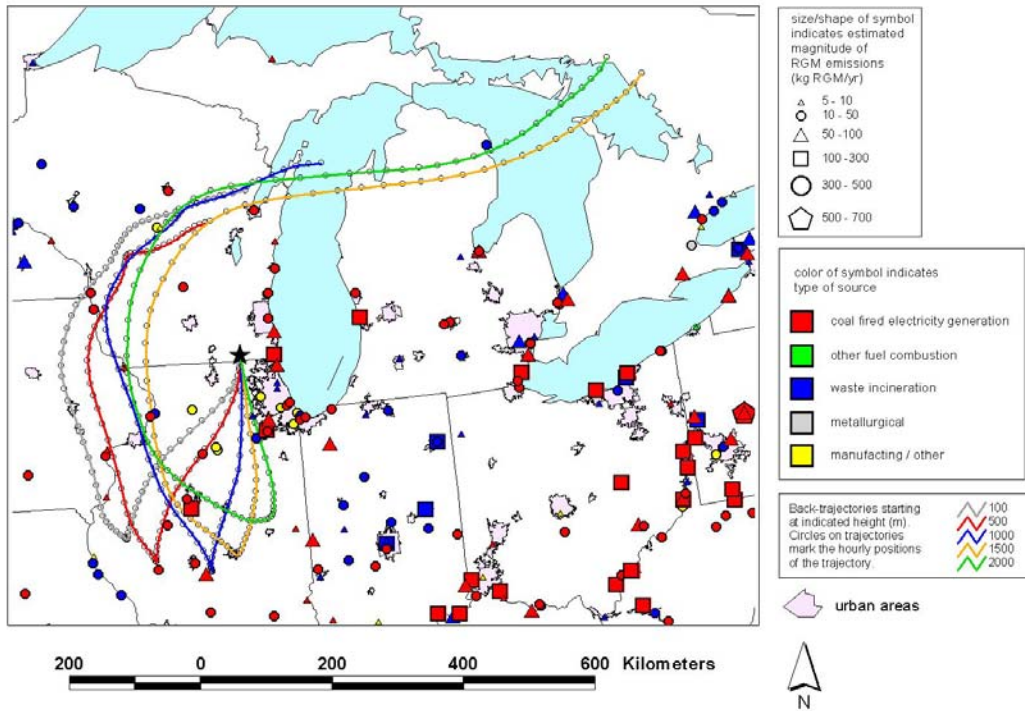 size/shape of symbol
indicates estimated
magnitude of
RGM emissions
(kg RGM/yr)
5 - 10
10 - 50
50 -100
100 -300
300 - 500
500 - 700
color of symbol indicates
type of source
coal fired electricity generation
other fuel combustion
waste incineration
metallurgical
manufacting / other
Back-trajectories starting
at indicated height (m).
Circles on trajectories
mark the hourly positions
of the trajectory.
100
500
1000
1500
2000
urban areas
200 0 200 400 600 Kilometers
N